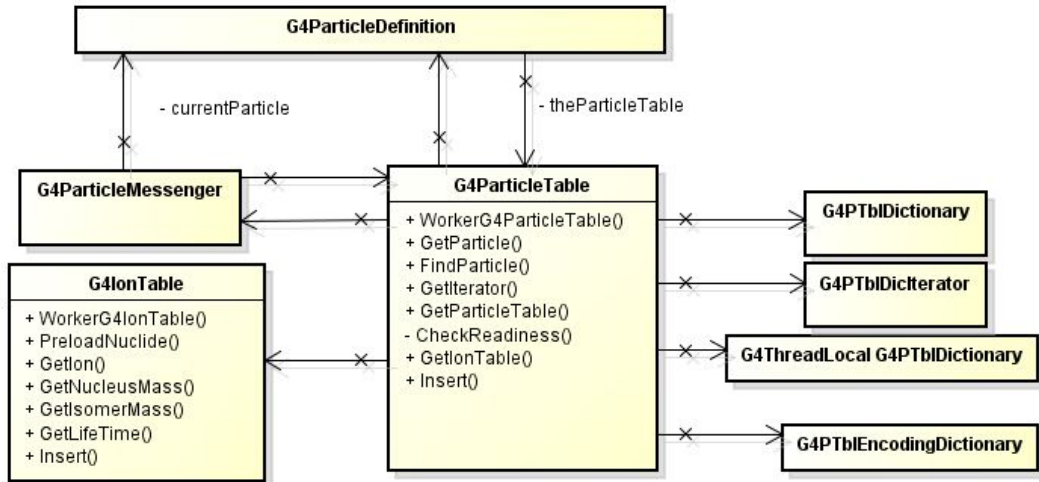 G4ParticleDefinition
- currentParticle
- theParticleTable
G4ParticleMessenger
G4ParticleTable
+ WorkerG4ParticleTable()
+ GetParticle()
+ FindParticle()
+ GetIterator()
+ GetParticleTable()
- CheckReadiness()
+ GetIonTable()
+ Insert()
G4IonTable
+ WorkerG4IonTable()
+ PreloadNuclide()
+ GetIon()
+ GetNucleusMass()
+ GetIsomerMass()
+ GetLifeTime()
+ Insert()
G4PTblDictionary
G4PTblDicIterator
G4ThreadLocal G4PTblDictionary
G4PTblEncodingDictionary